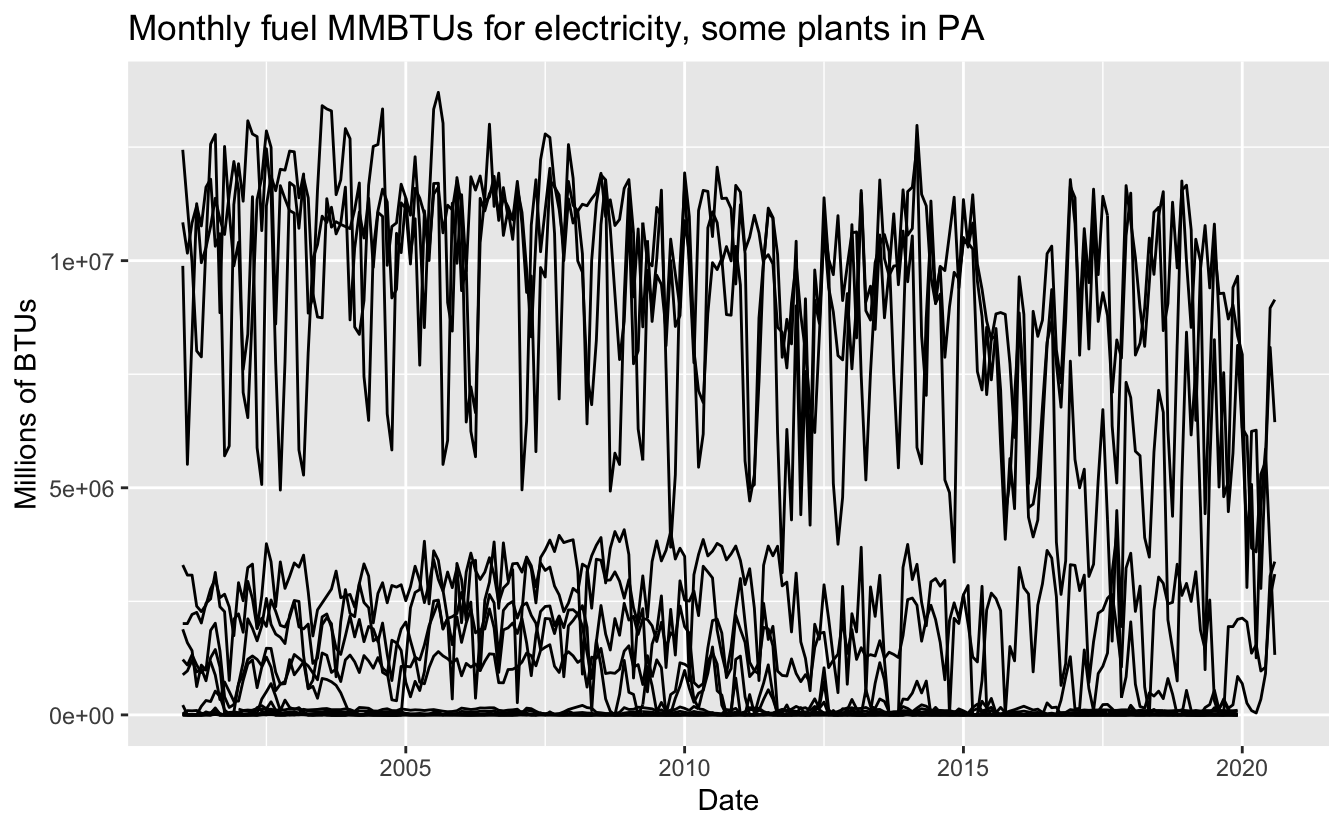 Monthly fuel MMBTUs for electricity, some plants in PA
Millions of BTUs
1e+07
5e+06
0e+00
2005
2010
2015
2020
Date